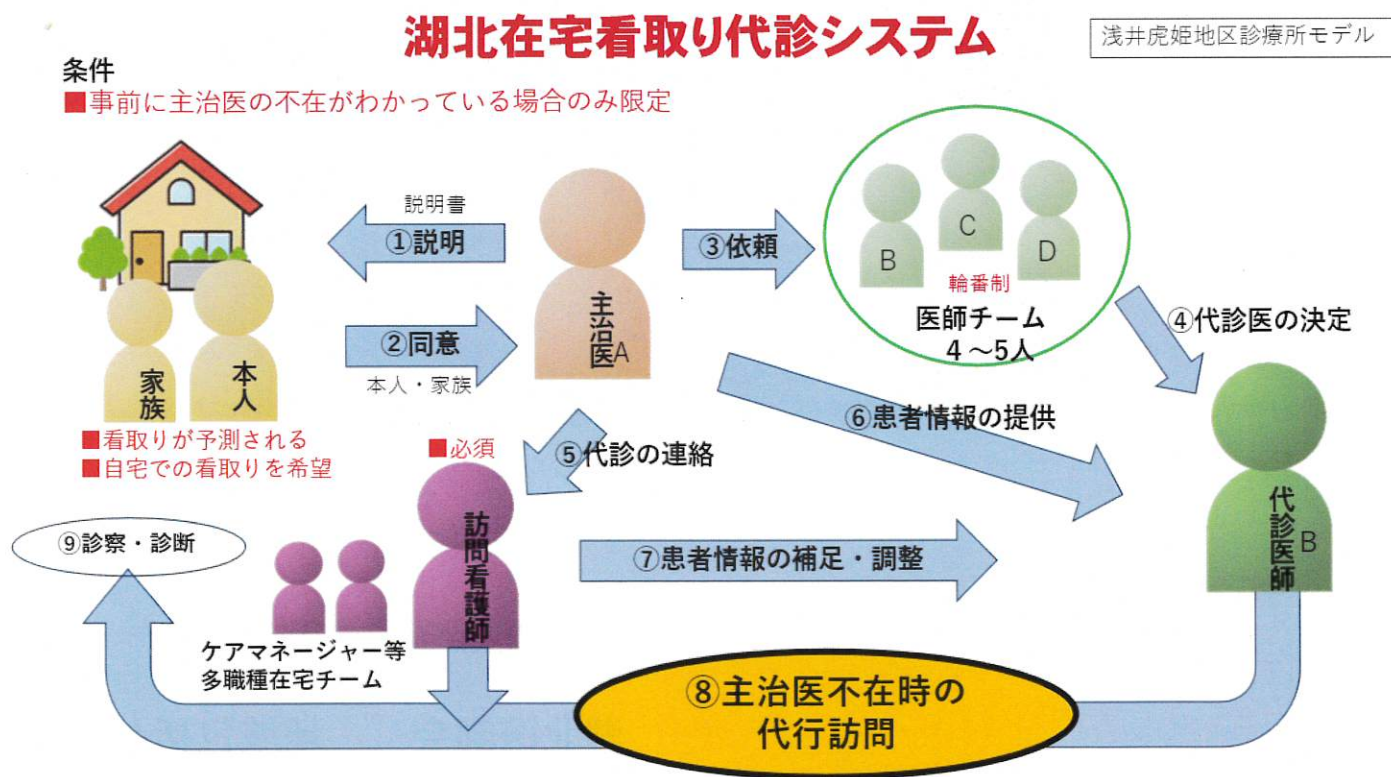 湖北在宅看取り代診システム
浅井虎姫地区診療所モデル
条件
■事前に主治医の不在がわかっている場合のみ限定
説明書
①説明
②同意
本人・家族
家族
本人
■看取りが予測される
■自宅での看取りを希望
主治医A
③依頼
B
C
D
輪番制
医師チーム
4～5人
④代診医の決定
⑥患者情報の提供
⑤代診の連絡
■必須
訪問看護師
代診医師 B
⑨診察・診断
⑦患者情報の補足・調整
ケアマネージャー等
多職種在宅チーム
⑧主治医不在時の
代行訪問